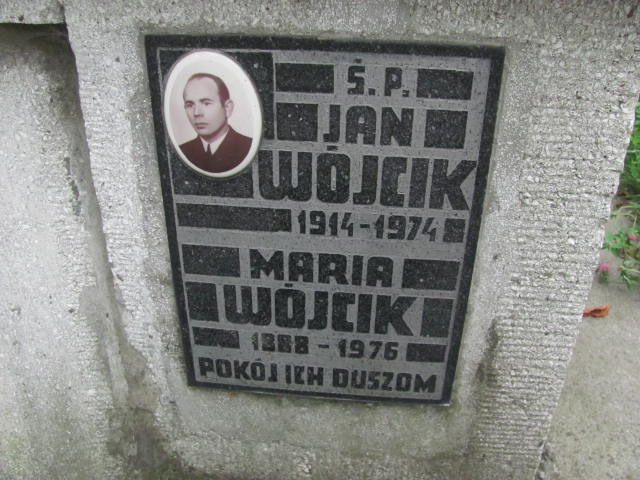 Ś.P.
JAN
WÓJCIK
1914-1974
MARIA
WÓJCIK
1888-1976
POKÓJ ICH DUSZOM